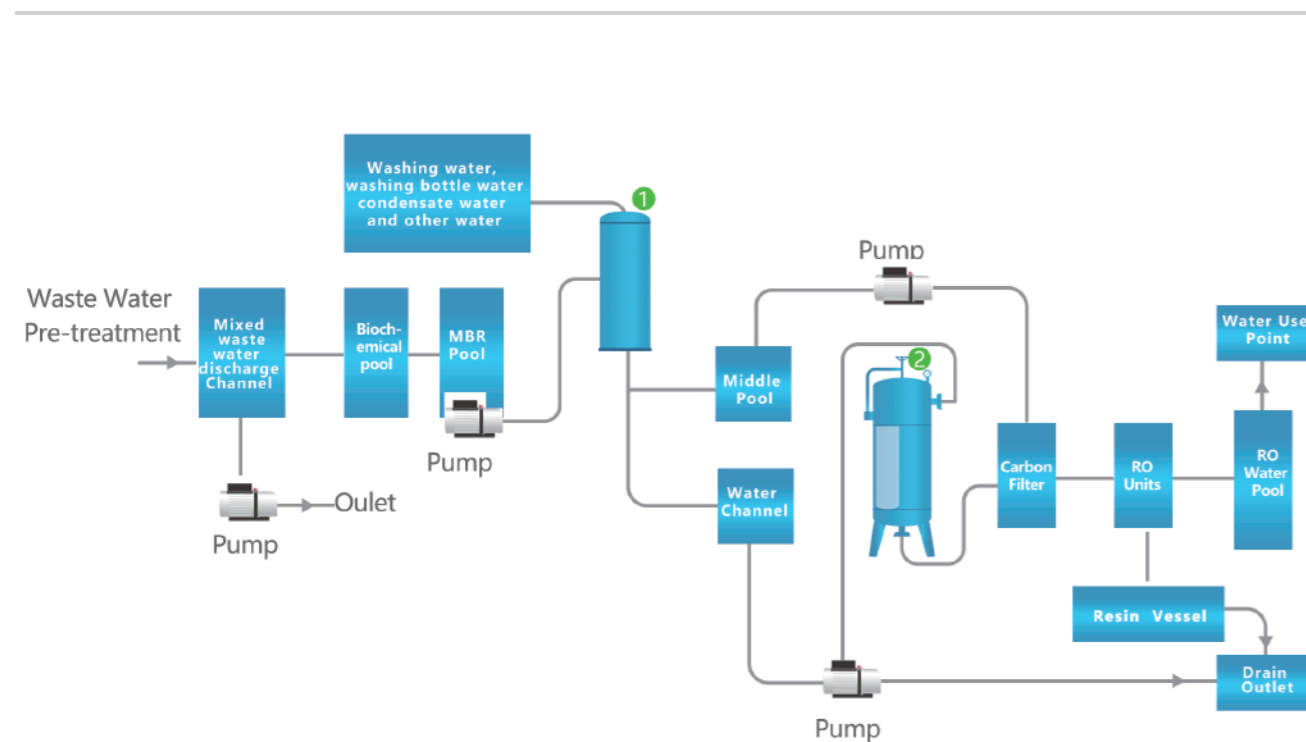 Washing water,
washing bottle water
condensate water
and other water
1
Pump
Waste Water
Pre-treatment
Mixed
waste
water
discharge
Channel
Bioch-
emical
pool
MBR
Pool
Water Use
Point
2
Middle
Pool
Pump
Carbon
Filter
RO
Units
RO
Water
Pool
Water
Channel
Oulet
Pump
Resin Vessel
Drain
Outlet
Pump